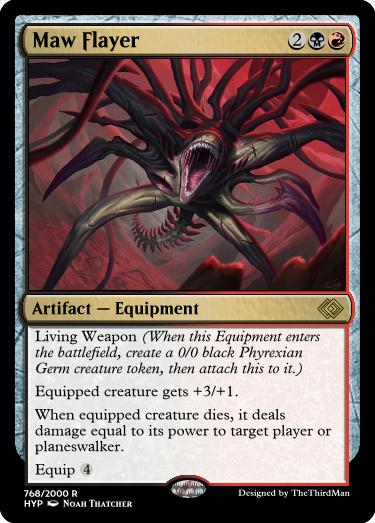 Maw Flayer 2
Artifact — Equipment
Living Weapon (When this Equipment enters
the battlefield, create a 0/0 black Phyrexian
Germ creature token, then attach this to it.)
Equipped creature gets +3/+1.
When equipped creature dies, it deals
damage equal to its power to target player or
planeswalker.
Equip 4
768/2000 R
HYP Noah Thatcher
Designed by TheThirdMan